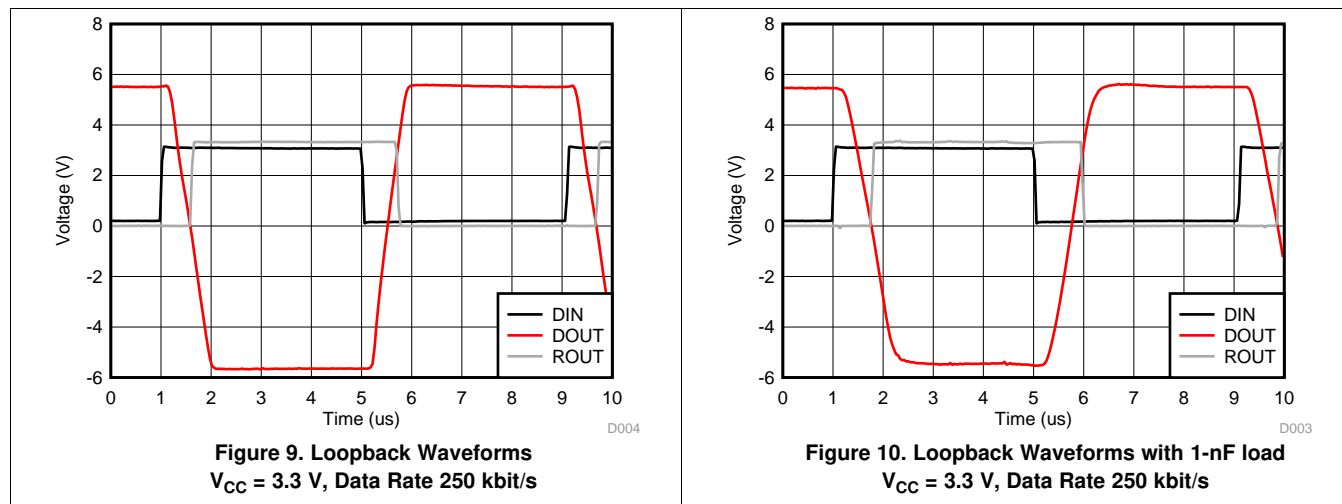 8
6
4
2
0
-2
-4
-6
Voltage (V)
0 1 2 3 4 5 6 7 8 9 10
Time (us)
DIN
DOUT
ROUT
D004
Figure 9. Loopback Waveforms
VCC = 3.3 V, Data Rate 250 kbit/s
8
6
4
2
0
-2
-4
-6
Voltage (V)
0 1 2 3 4 5 6 7 8 9 10
Time (us)
DIN
DOUT
ROUT
D003
Figure 10. Loopback Waveforms with 1-nF load
VCC = 3.3 V, Data Rate 250 kbit/s